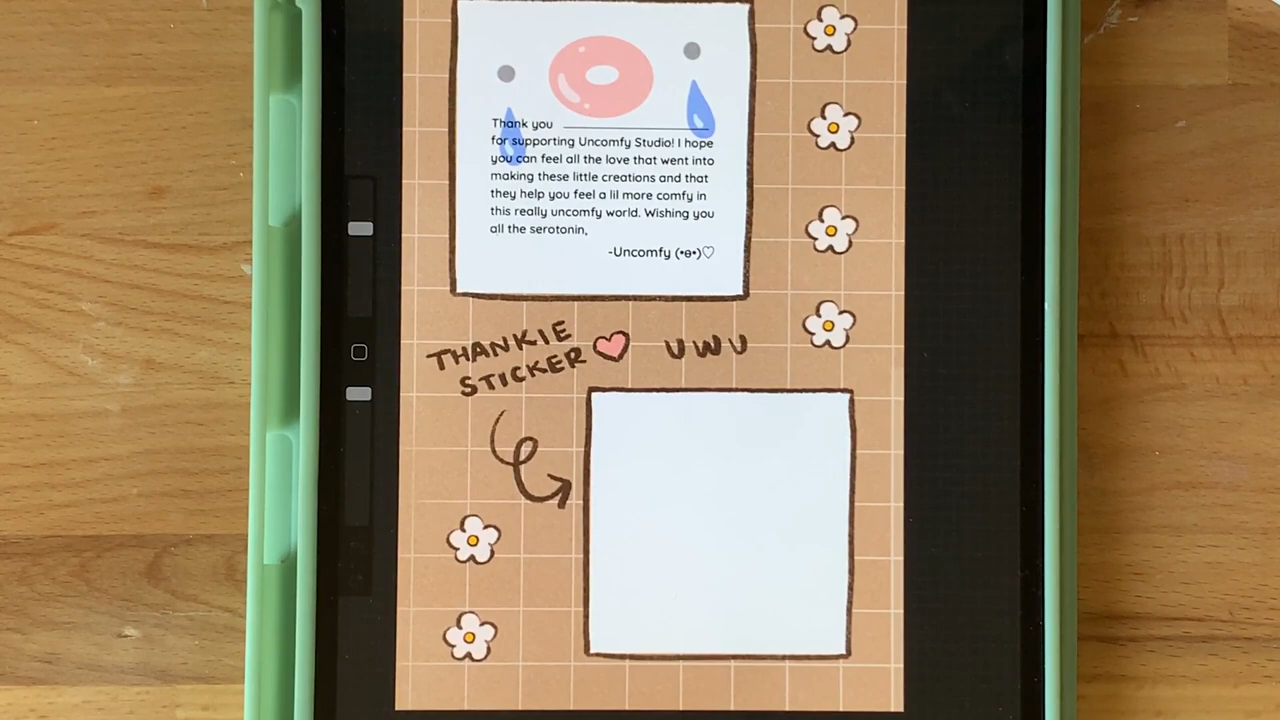 Thank you
for supporting Uncomfy Studio! I hope
you can feel all the love that went into
making these little creations and that
they help you feel a lil more comfy in
this really uncomfy world. Wishing you
all the serotonin,
-Uncomfy (•ɵ•)♡
THANKIE
STICKER
UWU